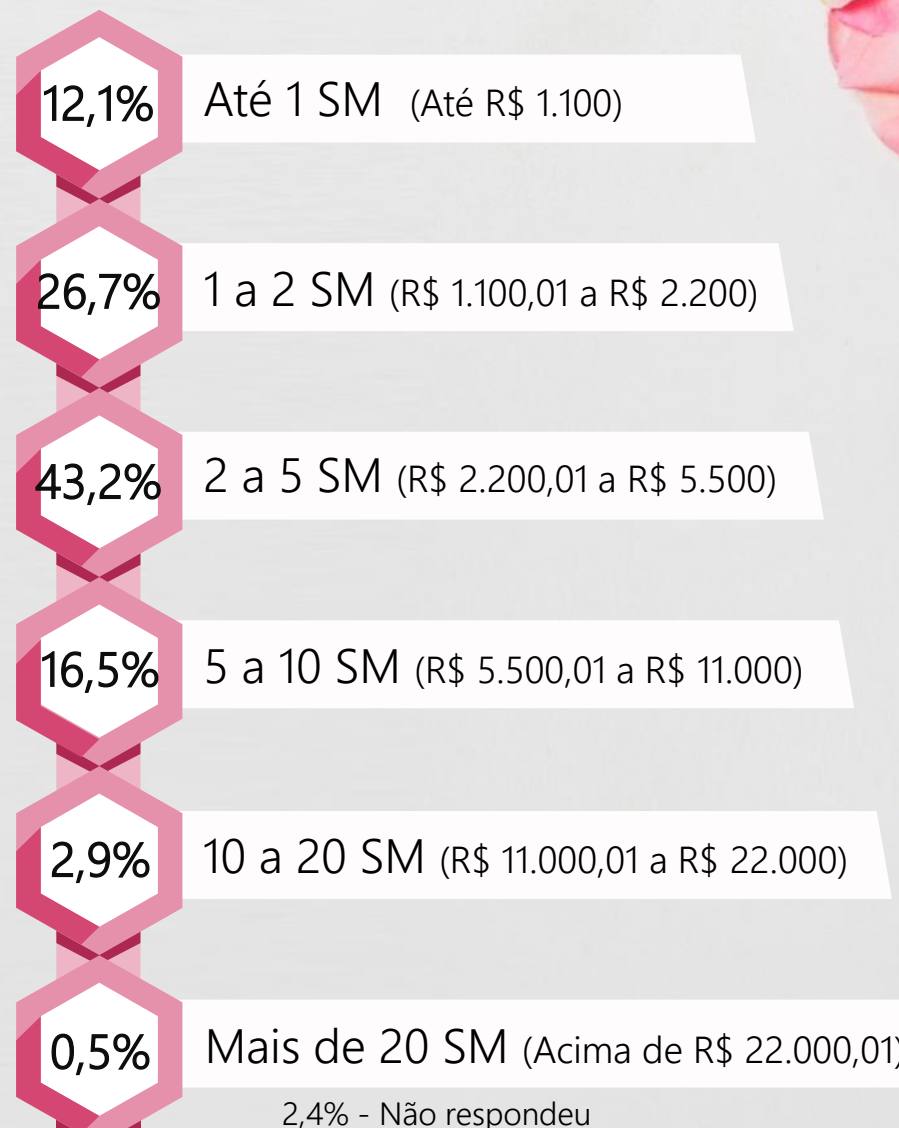 12,1% Até 1 SM (Até R$ 1.100)
26,7% 1 a 2 SM (R$ 1.100,01 a R$ 2.200)
43,2% 2 a 5 SM (R$ 2.200,01 a R$ 5.500)
16,5% 5 a 10 SM (R$ 5.500,01 a R$ 11.000)
2,9% 10 a 20 SM (R$ 11.000,01 a R$ 22.000)
0,5% Mais de 20 SM (Acima de R$ 22.000,01)
2,4% - Não respondeu